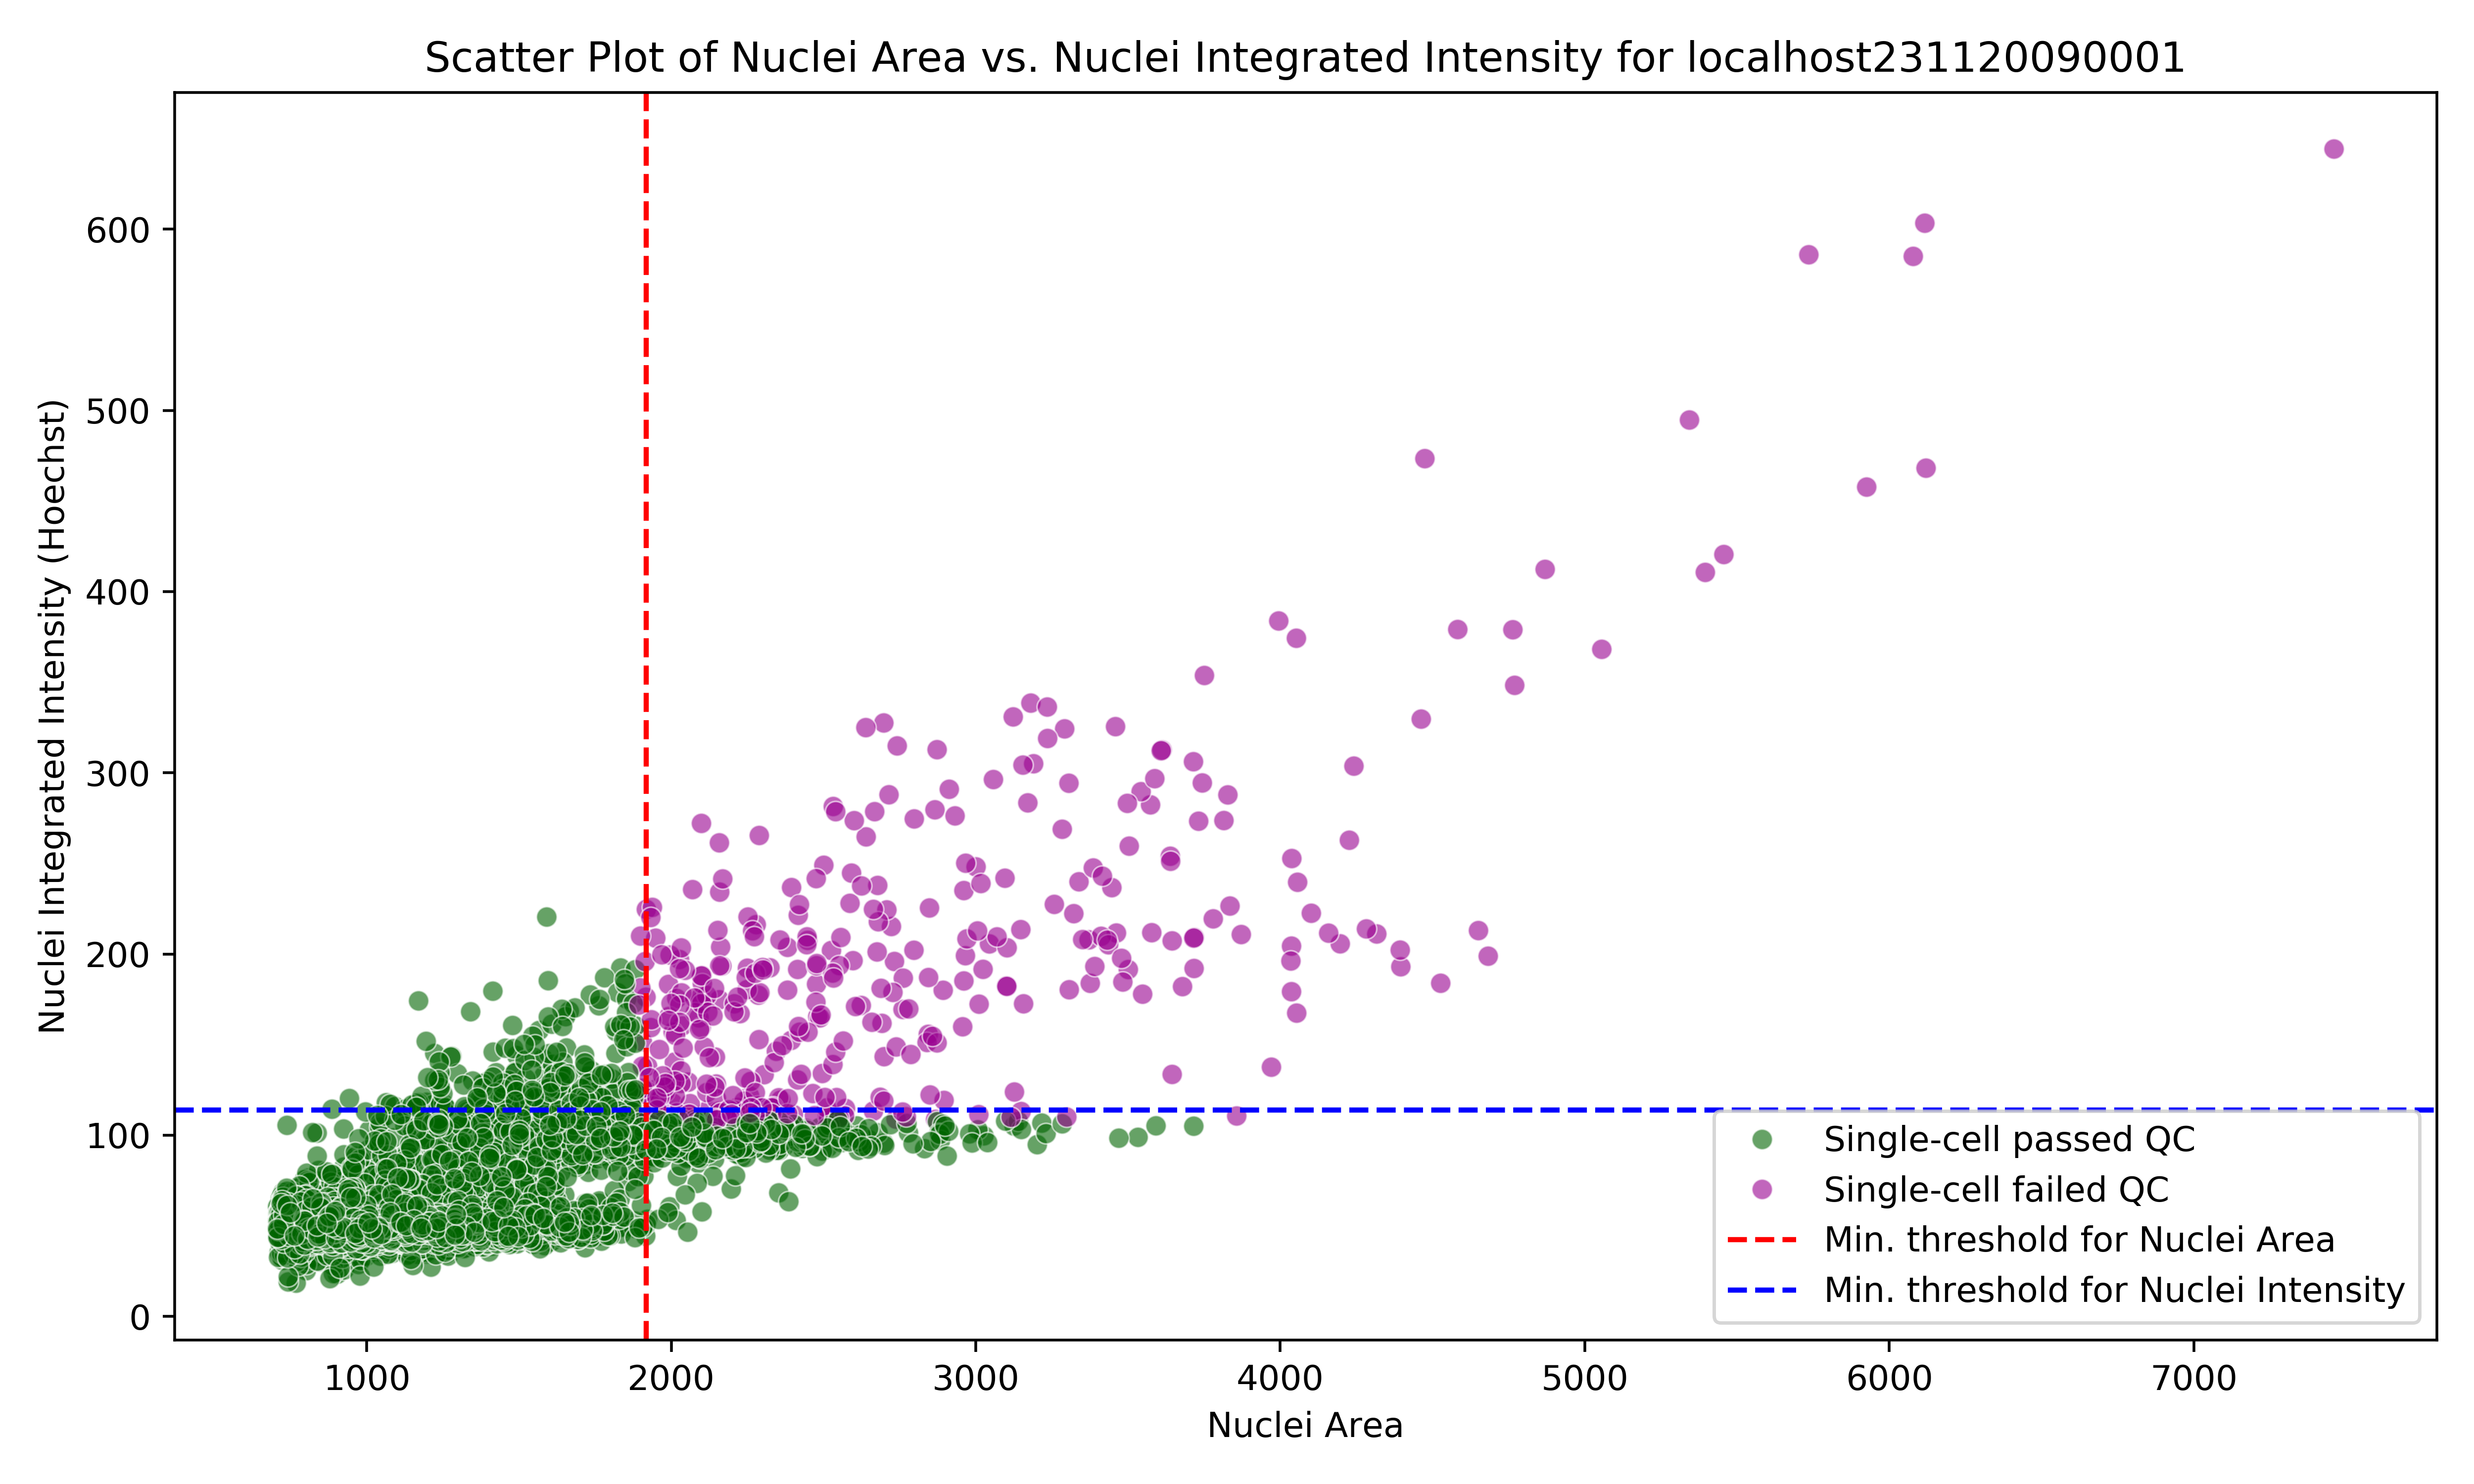 Scatter Plot of Nuclei Area vs. Nuclei Integrated Intensity for localhost231120090001
Nuclei Integrated Intensity (Hoechst)
600
500
400
300
200
100
0
Single-cell passed QC
Single-cell failed QC
Min. threshold for Nuclei Area
Min. threshold for Nuclei Intensity
1000 2000 3000 4000 5000 6000 7000
Nuclei Area